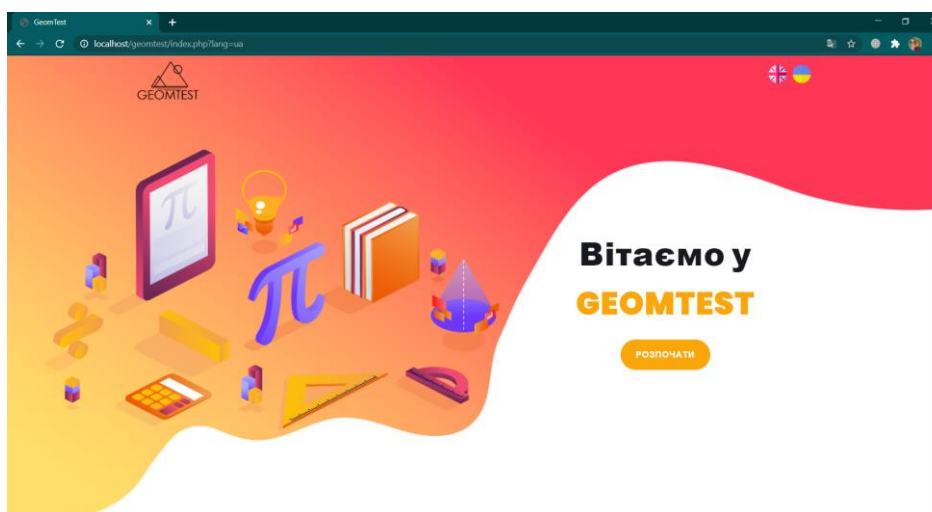 GeomTest
localhost/geomtest/index.php?lang=ua
GEOMTEST
π
Вітаємо у
π
GEOMTEST
РОЗПОЧАТИ